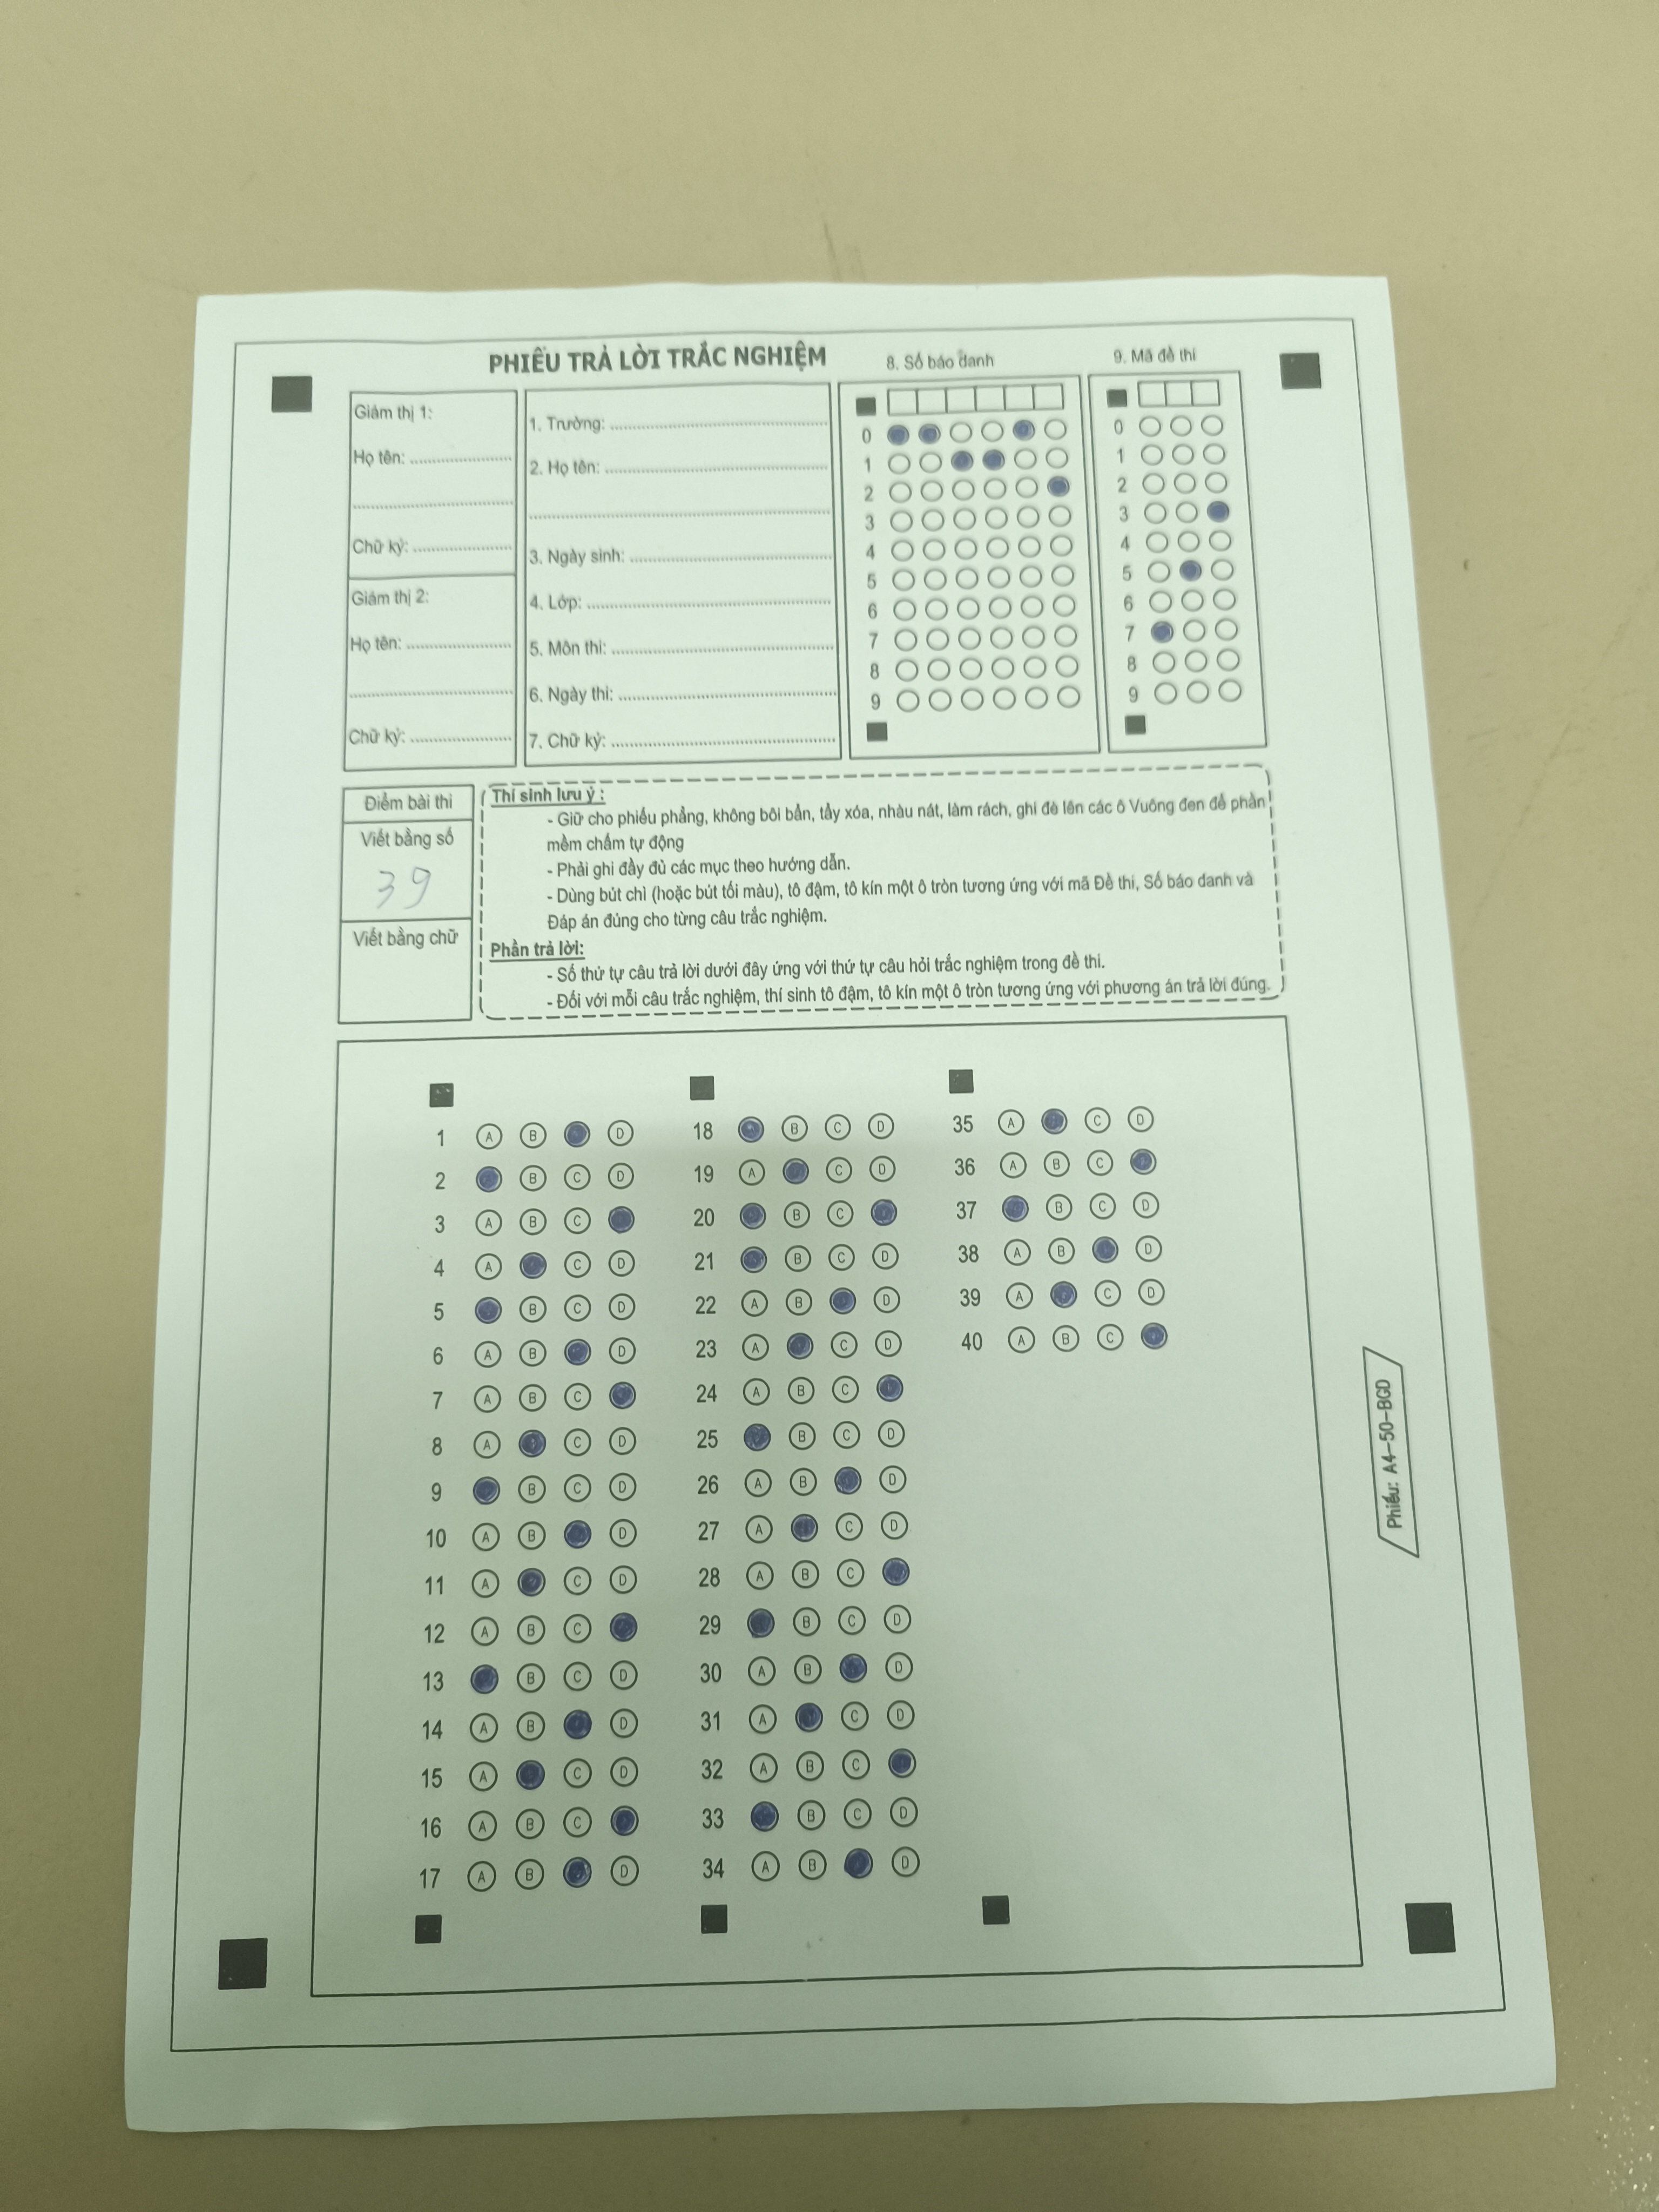 PHIẾU TRẢ LỜI TRẮC NGHIỆM
8. Số báo danh
9. Mã đề thi
Giám thị 1:
Họ tên:
Chữ ký:
Giám thị 2:
Họ tên:
Chữ ký:
1. Trường:
2. Họ tên:
3. Ngày sinh:
4. Lớp:
5. Môn thi:
6. Ngày thi:
7. Chữ ký:
0
1
2
3
4
5
6
7
8
9
0
1
2
3
4
5
6
7
8
9
Điểm bài thi
Viết bằng số
39
Viết bằng chữ
Thí sinh lưu ý :
- Giữ cho phiếu phẳng, không bôi bẩn, tẩy xóa, nhàu nát, làm rách, ghi đè lên các ô Vuông đen để phần
mềm chấm tự động
- Phải ghi đầy đủ các mục theo hướng dẫn.
- Dùng bút chì (hoặc bút tối màu), tô đậm, tô kín một ô tròn tương ứng với mã Đề thi, Số báo danh và
Đáp án đúng cho từng câu trắc nghiệm.
Phần trả lời:
- Số thứ tự câu trả lời dưới đây ứng với thứ tự câu hỏi trắc nghiệm trong đề thi.
- Đối với mỗi câu trắc nghiệm, thí sinh tô đậm, tô kín một ô tròn tương ứng với phương án trả lời đúng.
1 A B D
2 B C D
3 A B C
4 A C D
5 B C D
6 A B D
7 A B C
8 A C D
9 B C D
10 A B D
11 A C D
12 A B C
13 B C D
14 A B D
15 A C D
16 A B C
17 A B D
18 B C D
19 A C D
20 B C
21 B C D
22 A B D
23 A C D
24 A B C
25 B C D
26 A B D
27 A C D
28 A B C
29 B C D
30 A B D
31 A C D
32 A B C
33 B C D
34 A B D
35 A C D
36 A B C
37 B C D
38 A B D
39 A C D
40 A B C
Phiếu: A4-50-BGD